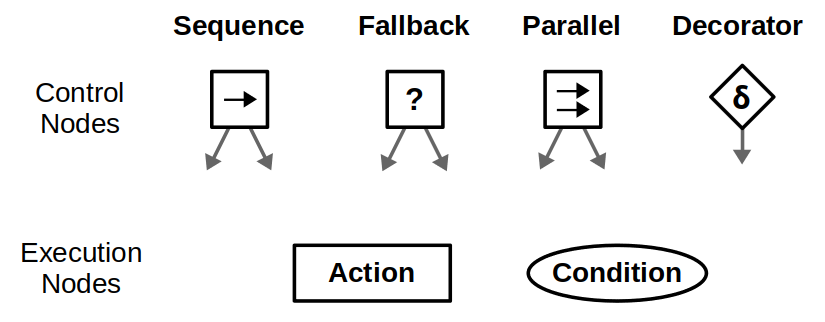 Sequence Fallback Parallel Decorator
Control
Nodes
?
δ
Execution
Nodes
Action Condition